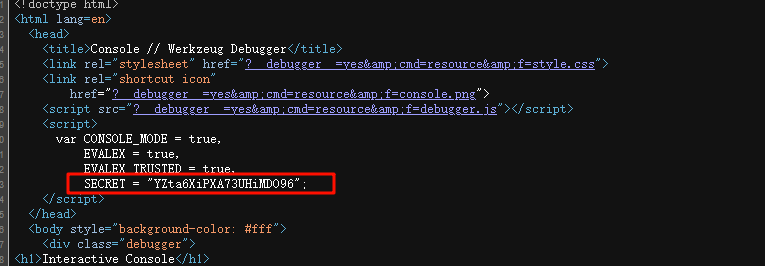 <!doctype html>
<html lang=en>
<head>
<title>Console // Werkzeug Debugger</title>
<link rel="stylesheet" href="?__debugger__=yes&amp;cmd=resource&amp;f=style.css">
<link rel="shortcut icon"
href="?__debugger__=yes&amp;cmd=resource&amp;f=console.png">
<script src="?__debugger__=yes&amp;cmd=resource&amp;f=debugger.js"></script>
<script>
var CONSOLE_MODE = true,
EVALEX = true,
EVALEX_TRUSTED = true,
SECRET = "YZta6XiPXA73UHiMDO96";
</script>
</head>
<body style="background-color: #fff">
<div class="debugger">
<h1>Interactive Console</h1>